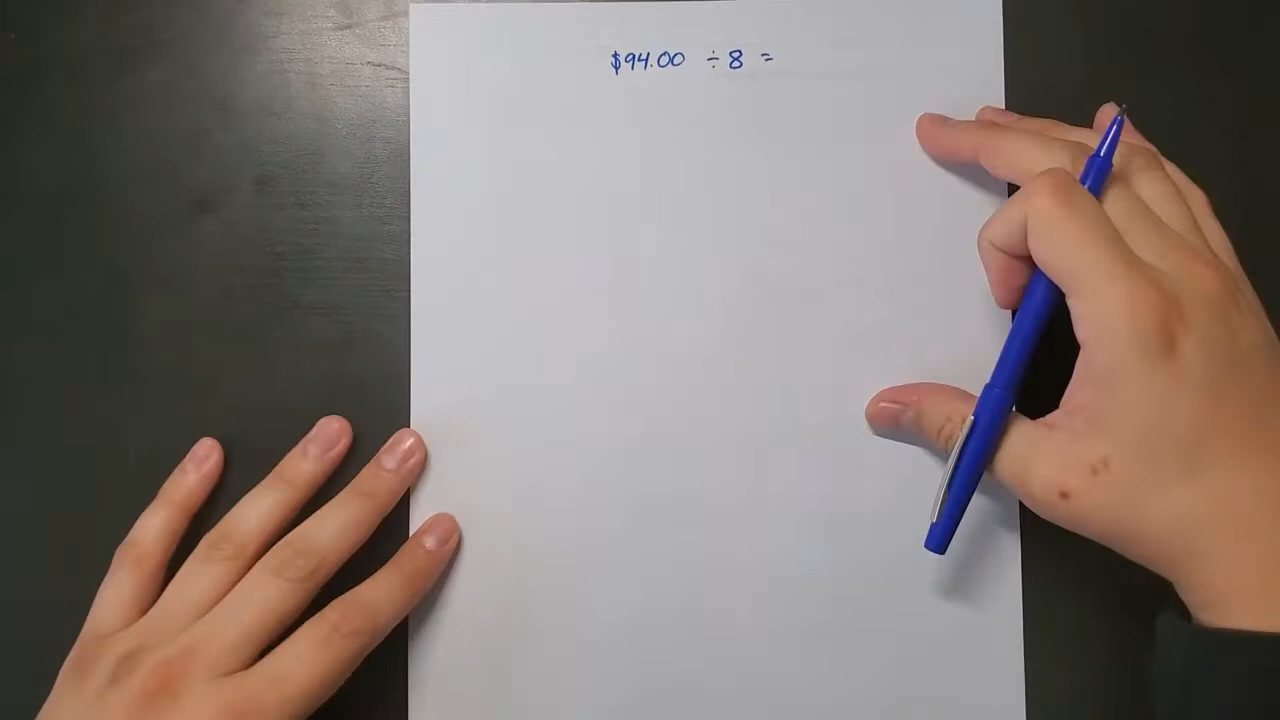 $94.00 ÷ 8 =